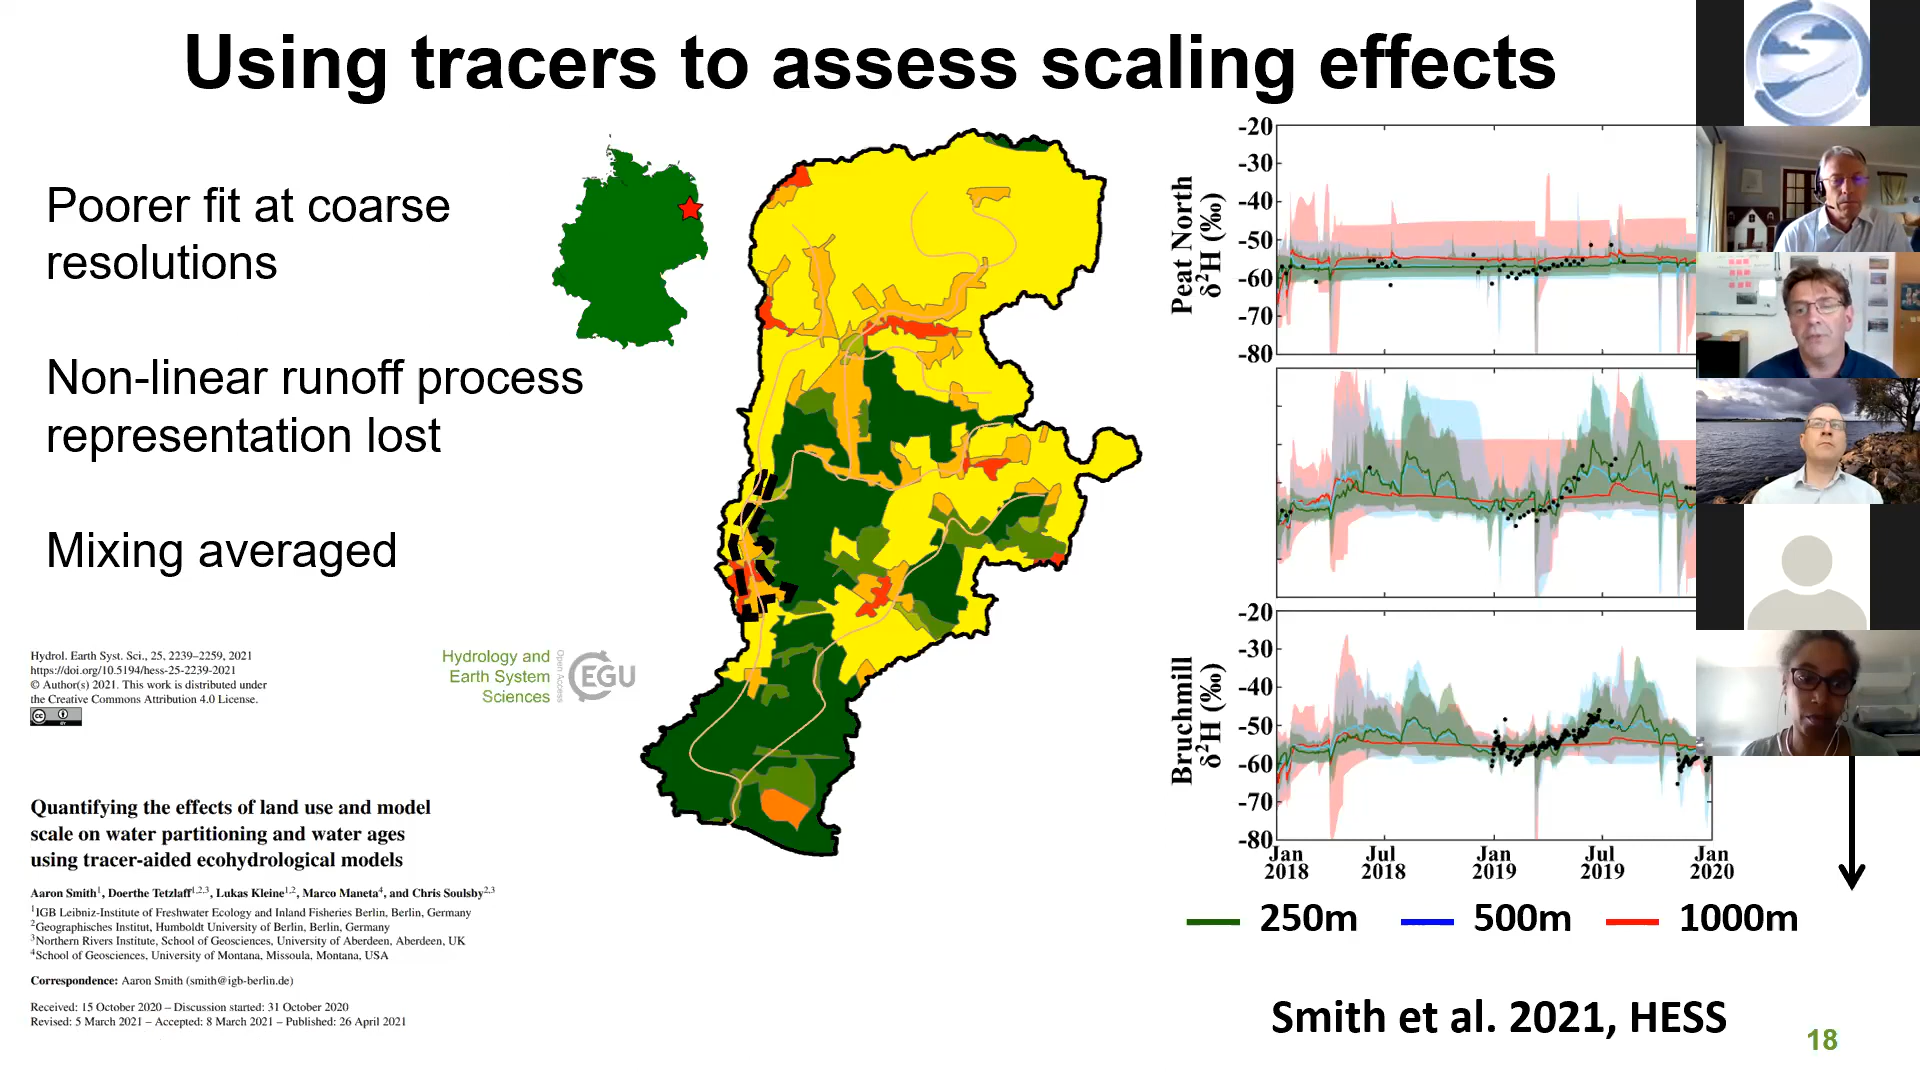 Using tracers to assess scaling effects
Poorer fit at coarse
resolutions
Non-linear runoff process
representation lost
Mixing averaged
Hydrol. Earth Syst. Sci., 25, 2239–2259, 2021
https://doi.org/10.5194/hess-25-2239-2021
© Author(s) 2021. This work is distributed under
the Creative Commons Attribution 4.0 License.
cc
BY
Hydrology and
Earth System
Sciences
Open Access
EGU
Quantifying the effects of land use and model
scale on water partitioning and water ages
using tracer-aided ecohydrological models
Aaron Smith1, Doerthe Tetzlaff1,2,3, Lukas Kleine1,2, Marco Maneta4, and Chris Soulsby2,3
1IGB Leibniz-Institute of Freshwater Ecology and Inland Fisheries Berlin, Berlin, Germany
2Geographisches Institut, Humboldt University of Berlin, Berlin, Germany
3Northern Rivers Institute, School of Geosciences, University of Aberdeen, Aberdeen, UK
4School of Geosciences, University of Montana, Missoula, Montana, USA
Correspondence: Aaron Smith (smith@igb-berlin.de)
Received: 15 October 2020 – Discussion started: 31 October 2020
Revised: 5 March 2021 – Accepted: 8 March 2021 – Published: 26 April 2021
Peat North
δ2H (‰)
-20
-30
-40
-50
-60
-70
-80
Bruchmill
δ2H (‰)
-20
-30
-40
-50
-60
-70
-80
Jan Jul Jan Jul Jan
2018 2018 2019 2019 2020
250m 500m 1000m
Smith et al. 2021, HESS
18